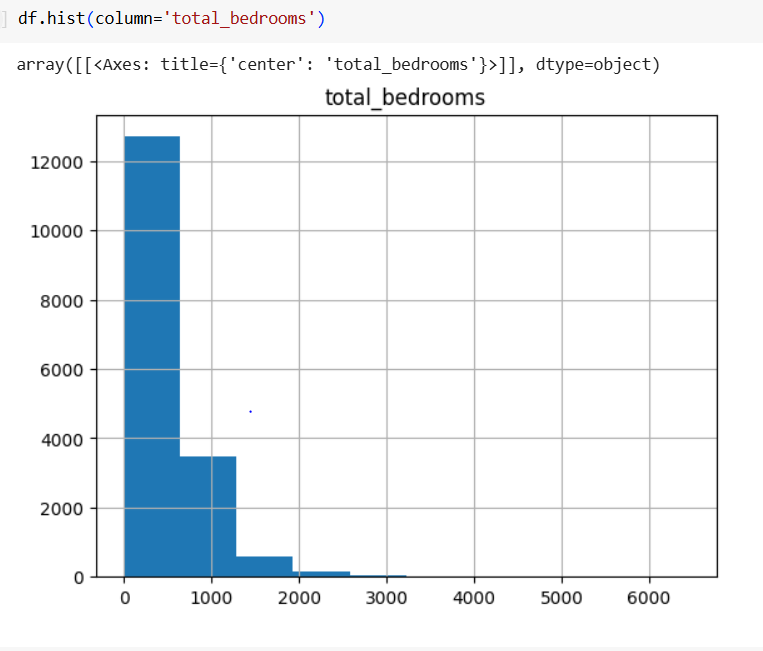 ] df.hist(column='total_bedrooms')
array([[<Axes: title={'center': 'total_bedrooms'}>]], dtype=object)
total_bedrooms
12000
10000
8000
6000
4000
2000
0
0 1000 2000 3000 4000 5000 6000